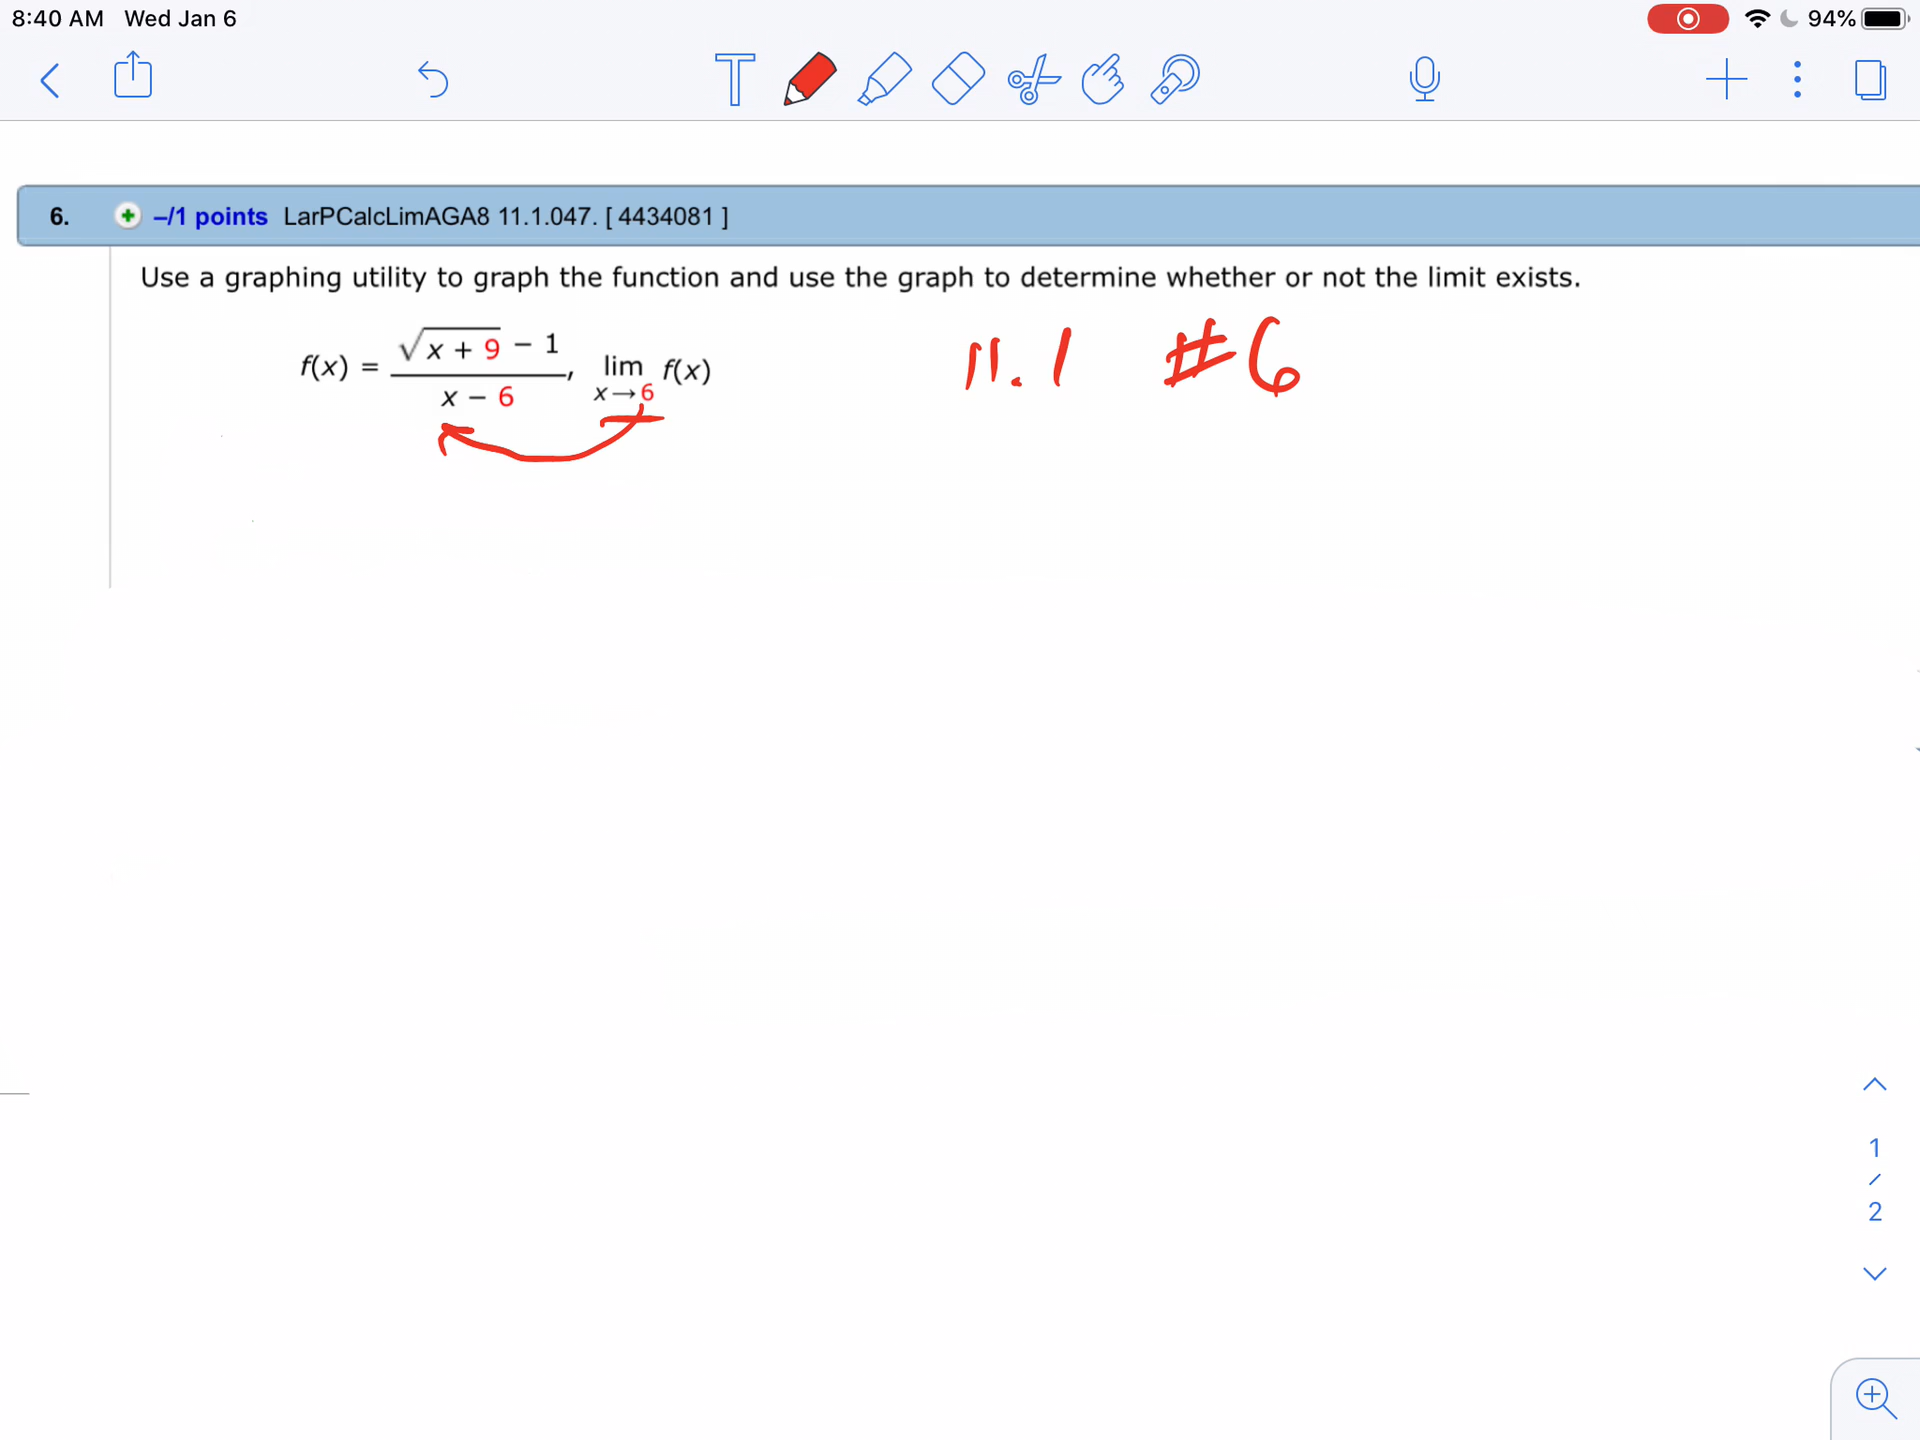 8:40 AM Wed Jan 6
94%
6. –/1 points LarPCalcLimAGA8 11.1.047. [ 4434081 ]
Use a graphing utility to graph the function and use the graph to determine whether or not the limit exists.
f(x) = (√(x + 9) − 1)/(x − 6), lim x→6 f(x)
11.1 #6
1
/
2